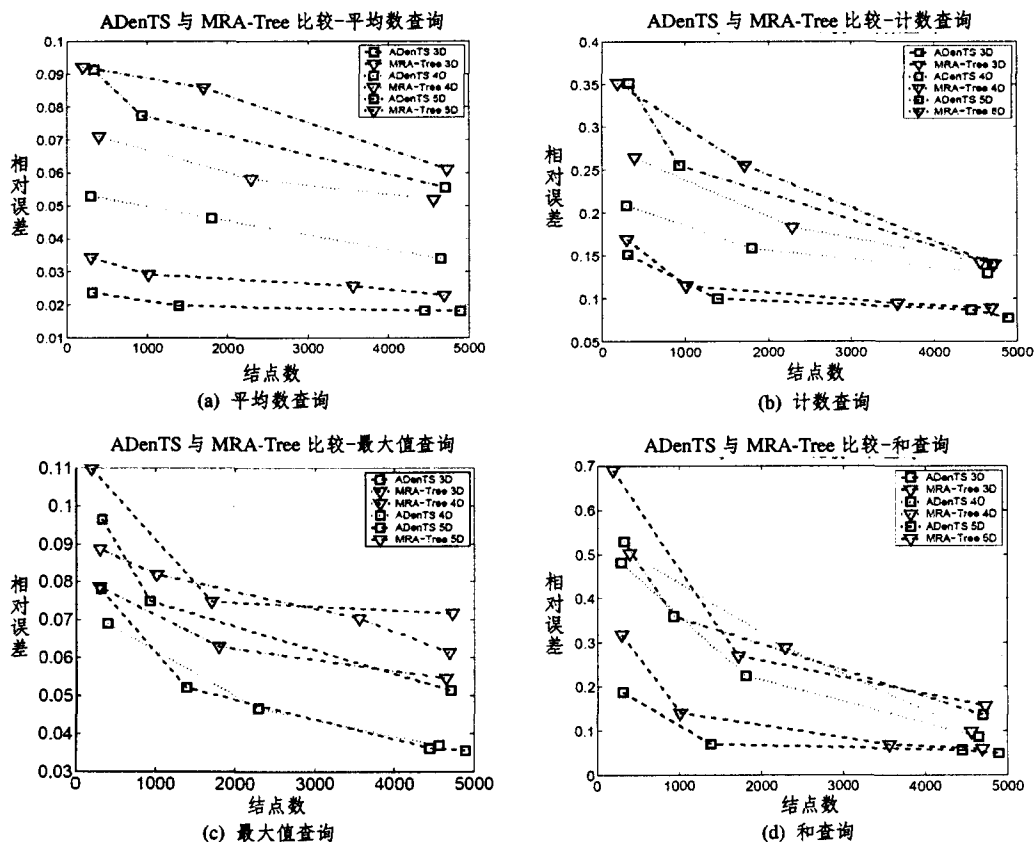 ADenTS 与 MRA-Tree 比较-平均数查询
0.1
0.09
0.08
0.07
0.06
0.05
0.04
0.03
0.02
0.01
相对误差
ADenTS 3D
MRA-Tree 3D
ADenTS 4D
MRA-Tree 4D
ADenTS 5D
MRA-Tree 5D
0 1000 2000 3000 4000 5000
结点数
(a) 平均数查询
ADenTS 与 MRA-Tree 比较-计数查询
0.4
0.35
0.3
0.25
0.2
0.15
0.1
0.05
相对误差
ADenTS 3D
MRA-Tree 3D
ADenTS 4D
MRA-Tree 4D
ADenTS 5D
MRA-Tree 5D
0 1000 2000 3000 4000 5000
结点数
(b) 计数查询
ADenTS 与 MRA-Tree 比较-最大值查询
0.11
0.1
0.09
0.08
0.07
0.06
0.05
0.04
0.03
相对误差
ADenTS 3D
MRA-Tree 3D
MRA-Tree 4D
ADenTS 4D
ADenTS 5D
MRA-Tree 5D
0 1000 2000 3000 4000 5000
结点数
(c) 最大值查询
ADenTS 与 MRA-Tree 比较-和查询
0.7
0.6
0.5
0.4
0.3
0.2
0.1
0
相对误差
ADenTS 3D
MRA-Tree 3D
ADenTS 4D
MRA-Tree 4D
ADenTS 5D
MRA-Tree 5D
0 1000 2000 3000 4000 5000
结点数
(d) 和查询